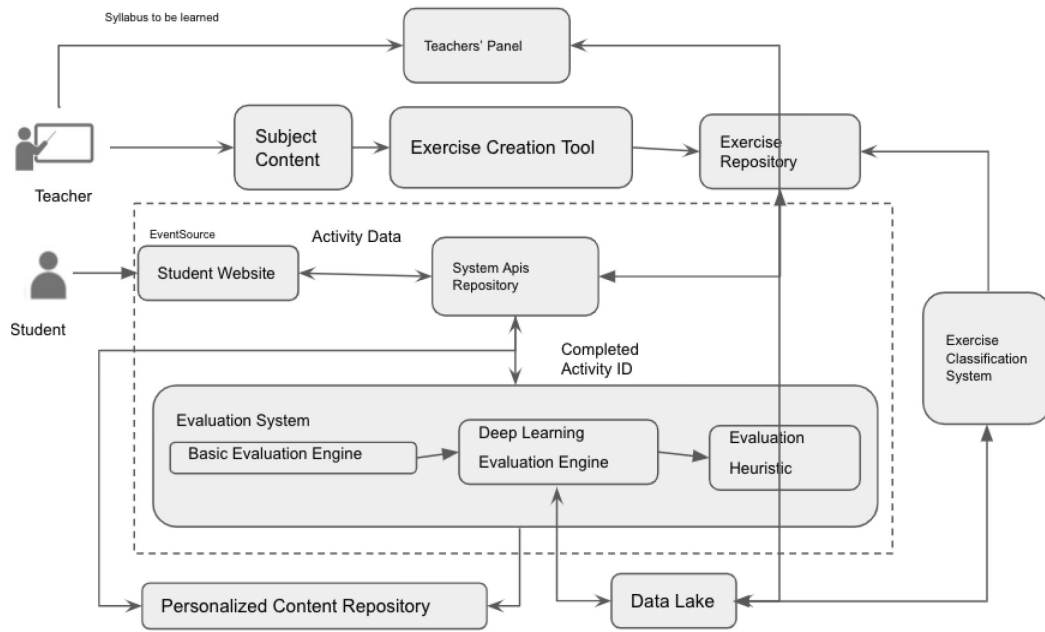 Syllabus to be learned
Teachers' Panel
Subject
Content
Exercise Creation Tool
Exercise
Repository
Teacher
EventSource
Activity Data
Student Website
System Apis
Repository
Student
Completed
Activity ID
Exercise
Classification
System
Evaluation System
Basic Evaluation Engine
Deep Learning
Evaluation Engine
Evaluation
Heuristic
Personalized Content Repository
Data Lake